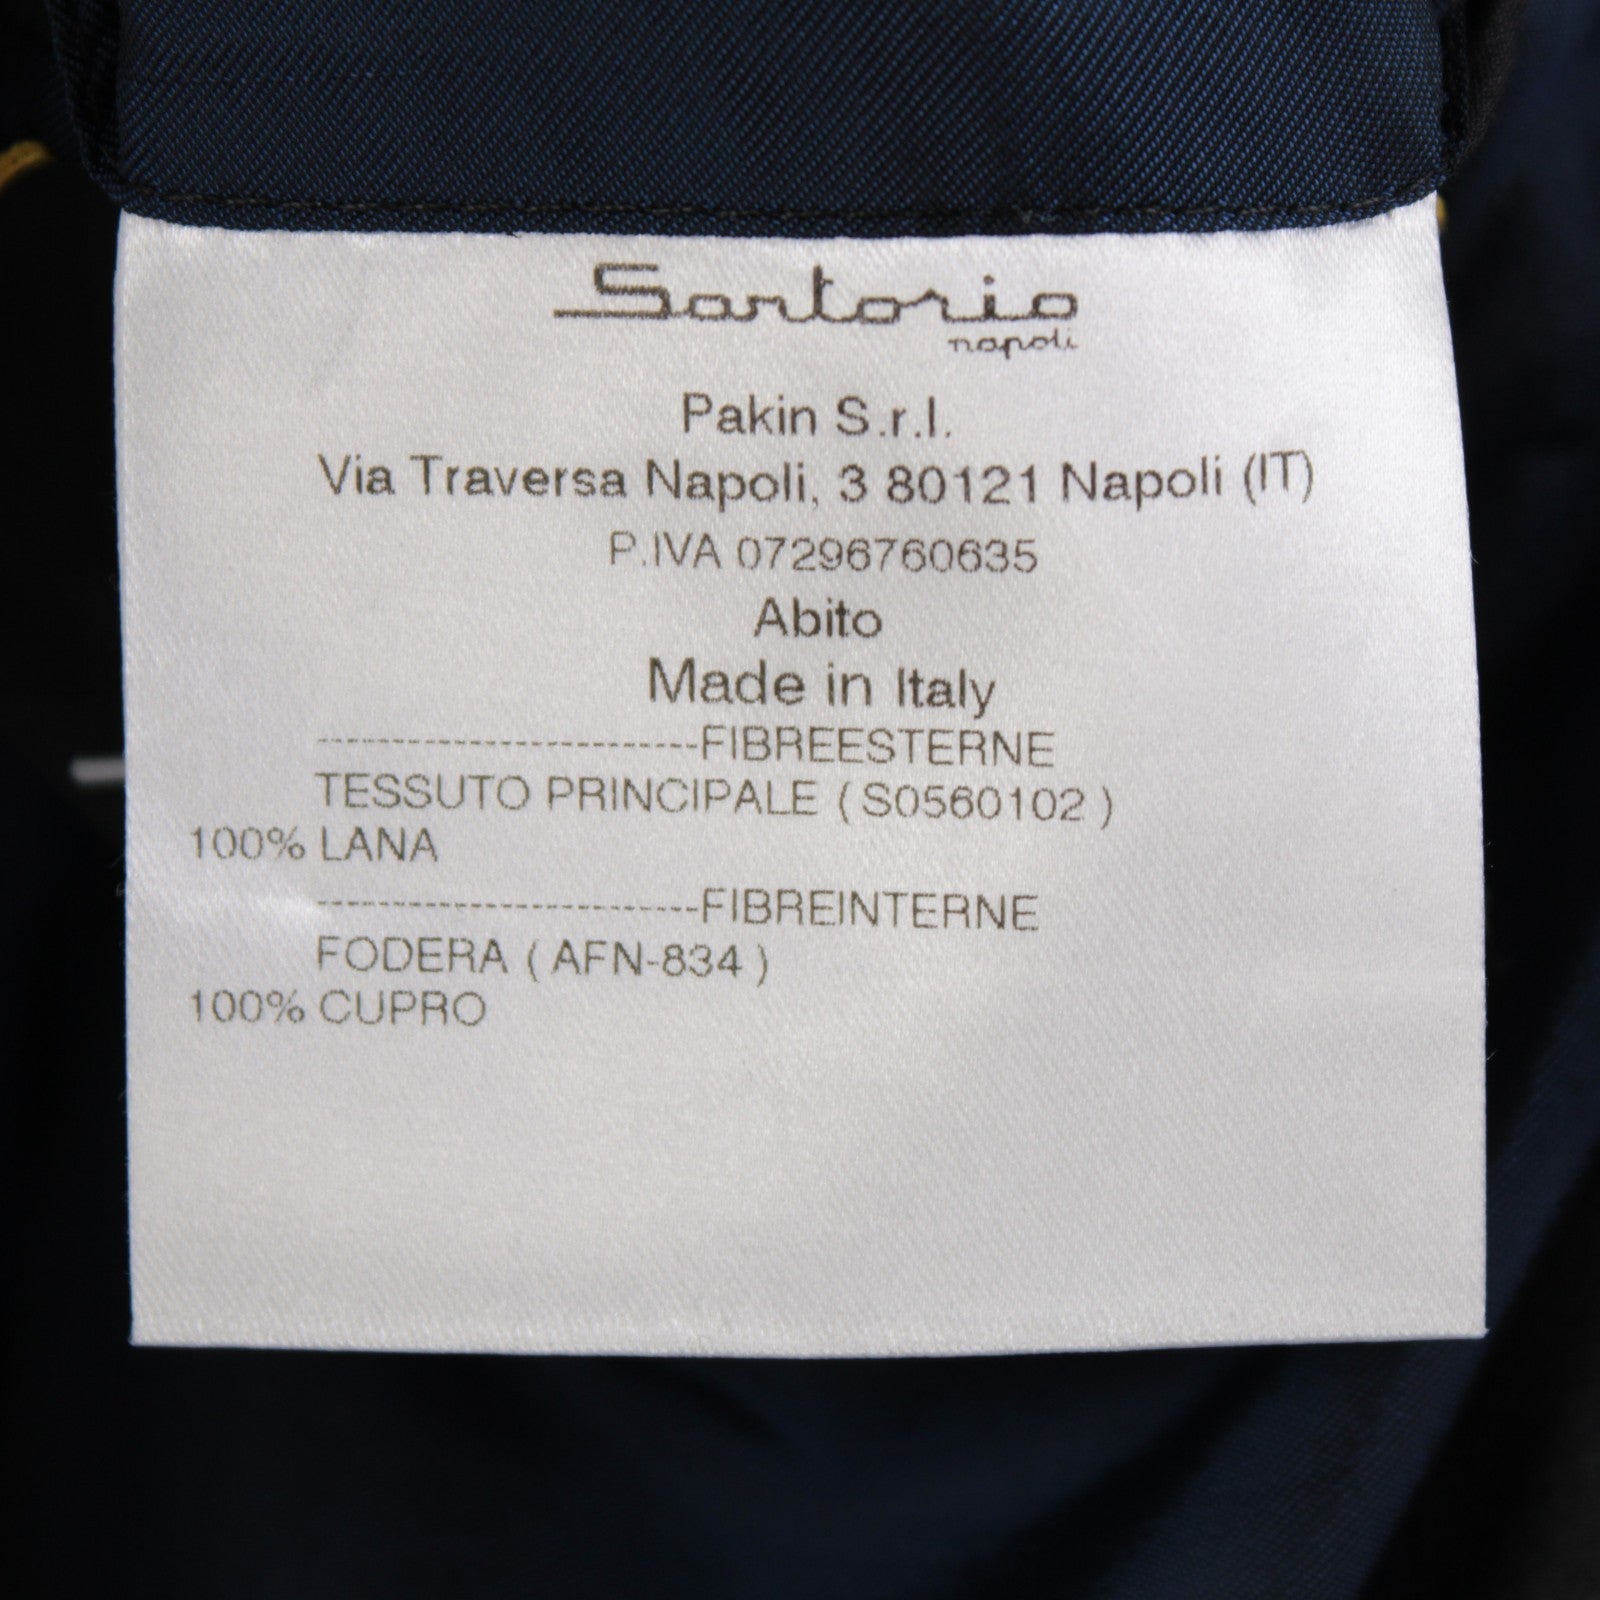 Sartorio
napoli
Pakin S.r.l.
Via Traversa Napoli, 3 80121 Napoli (IT)
P.IVA 07296760635
Abito
Made in Italy
-------------------------FIBREESTERNE
TESSUTO PRINCIPALE ( S0560102 )
100% LANA
-------------------------FIBREINTERNE
FODERA ( AFN-834 )
100% CUPRO